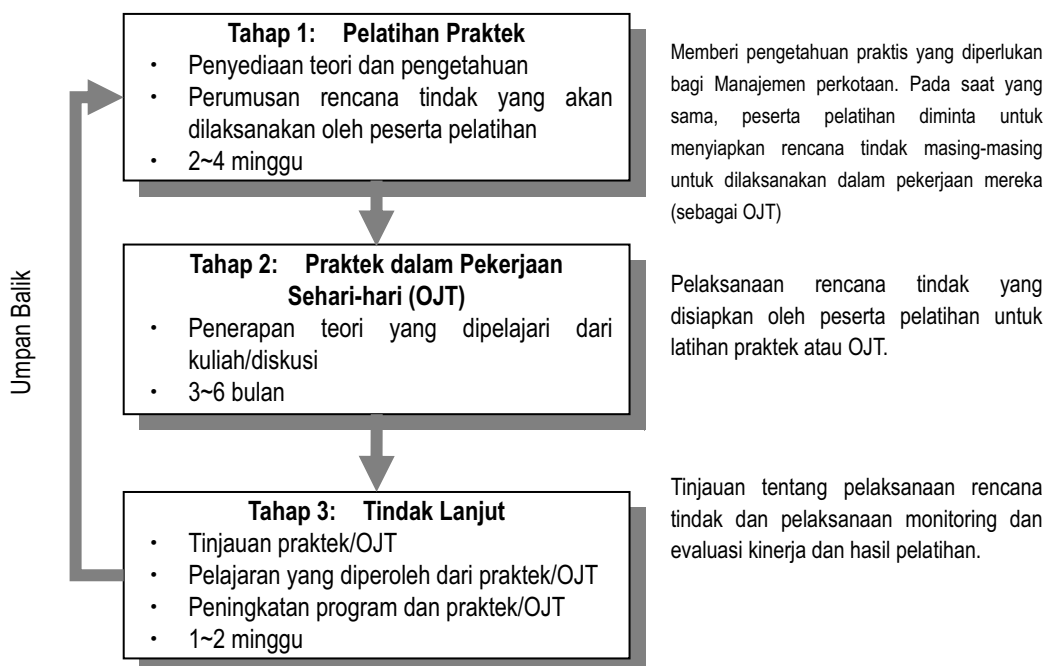 Tahap 1: Pelatihan Praktek
・ Penyediaan teori dan pengetahuan
・ Perumusan rencana tindak yang akan
dilaksanakan oleh peserta pelatihan
・ 2~4 minggu
Memberi pengetahuan praktis yang diperlukan
bagi Manajemen perkotaan. Pada saat yang
sama, peserta pelatihan diminta untuk
menyiapkan rencana tindak masing-masing
untuk dilaksanakan dalam pekerjaan mereka
(sebagai OJT)
Umpan Balik
Tahap 2: Praktek dalam Pekerjaan
Sehari-hari (OJT)
・ Penerapan teori yang dipelajari dari
kuliah/diskusi
・ 3~6 bulan
Pelaksanaan rencana tindak yang
disiapkan oleh peserta pelatihan untuk
latihan praktek atau OJT.
Tahap 3: Tindak Lanjut
・ Tinjauan praktek/OJT
・ Pelajaran yang diperoleh dari praktek/OJT
・ Peningkatan program dan praktek/OJT
・ 1~2 minggu
Tinjauan tentang pelaksanaan rencana
tindak dan pelaksanaan monitoring dan
evaluasi kinerja dan hasil pelatihan.